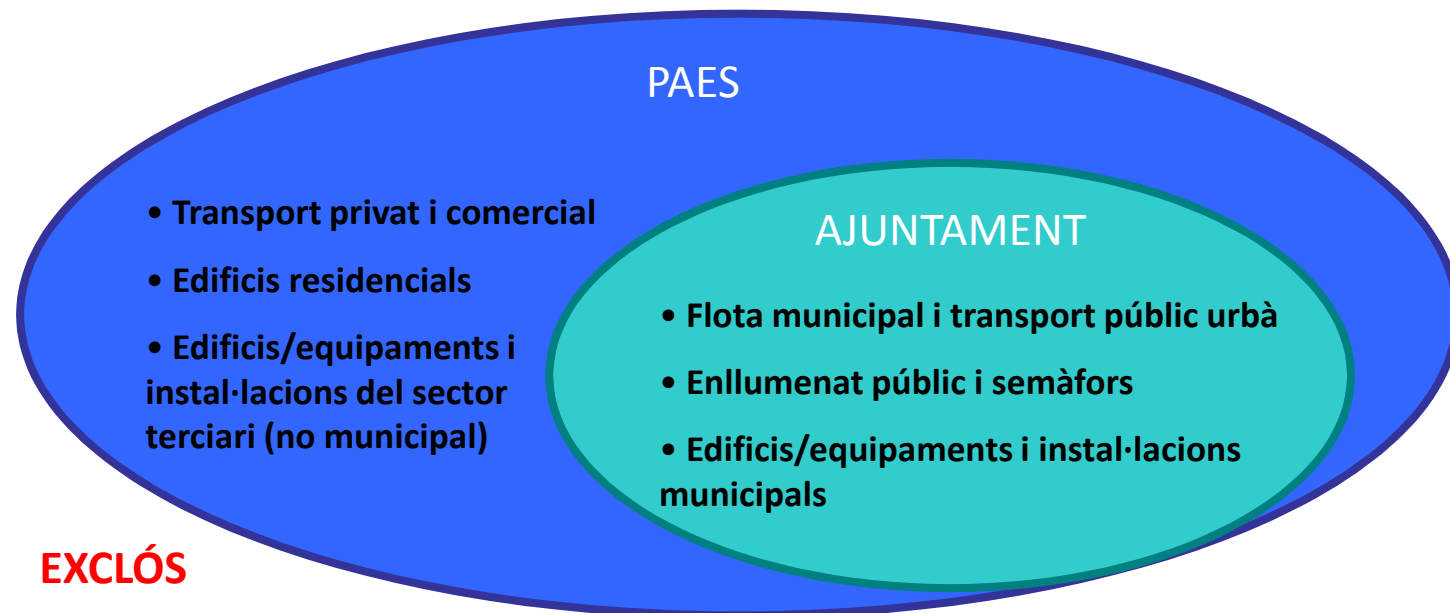 PAES
• Transport privat i comercial
• Edificis residencials
• Edificis/equipaments i
instal·lacions del sector
terciari (no municipal)
AJUNTAMENT
• Flota municipal i transport públic urbà
• Enllumenat públic i semàfors
• Edificis/equipaments i instal·lacions
municipals
EXCLÓS